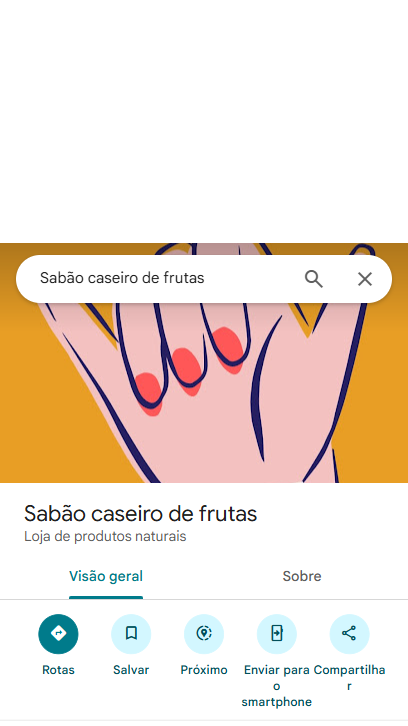 Sabão caseiro de frutas
Sabão caseiro de frutas
Loja de produtos naturais
Visão geral Sobre
Rotas Salvar Próximo Enviar para o smartphone Compartilhar